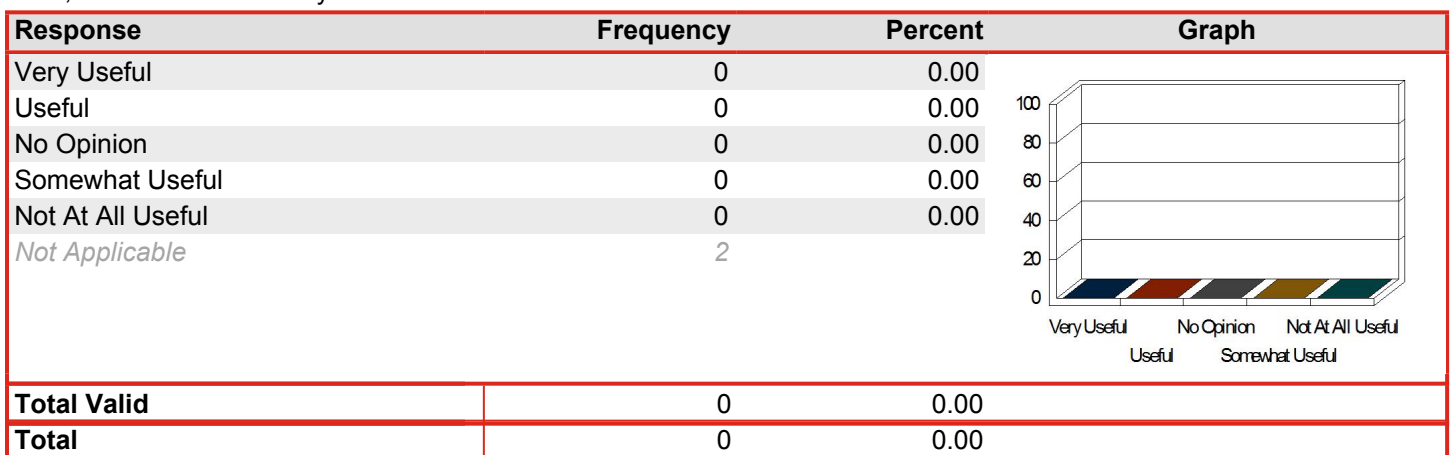 Response Frequency Percent Graph
Very Useful 0 0.00
Useful 0 0.00
No Opinion 0 0.00
Somewhat Useful 0 0.00
Not At All Useful 0 0.00
Not Applicable 2
100
80
60
40
20
0
Very Useful No Opinion Not At All Useful
Useful Somewhat Useful
Total Valid 0 0.00
Total 0 0.00